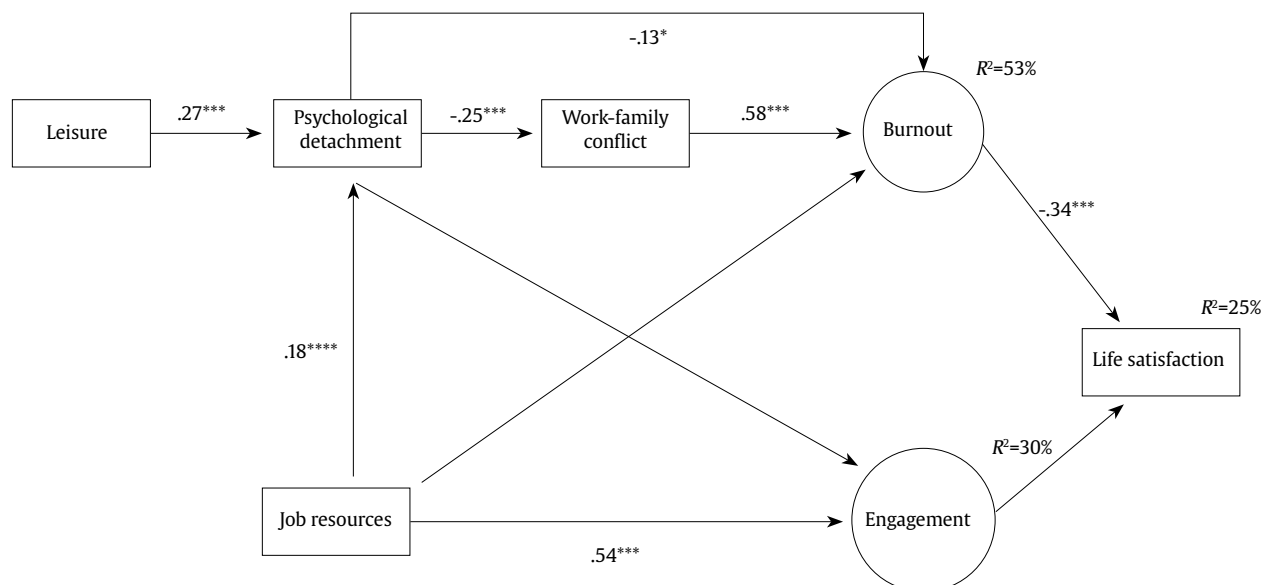 -.13*
R²=53%
Leisure
.27***
Psychological
detachment
-.25***
Work-family
conflict
.58***
Burnout
-.34***
R²=25%
.18****
Life satisfaction
R²=30%
Job resources
.54***
Engagement